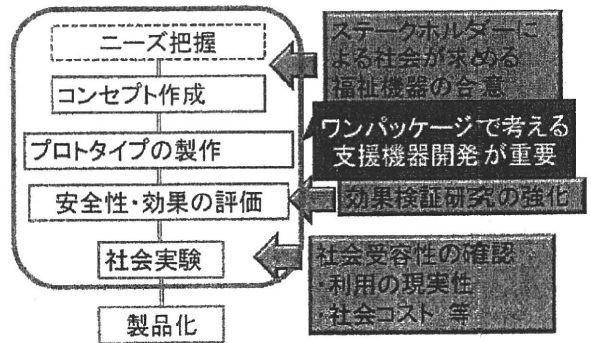 ニーズ把握
コンセプト作成
プロトタイプの製作
安全性・効果の評価
社会実験
製品化
ステークホルダーに
よる社会が求める
福祉機器の合意
ワンパッケージで考える
支援機器開発が重要
効果検証研究の強化
社会受容性の確認
・利用の現実性
・社会コスト 等